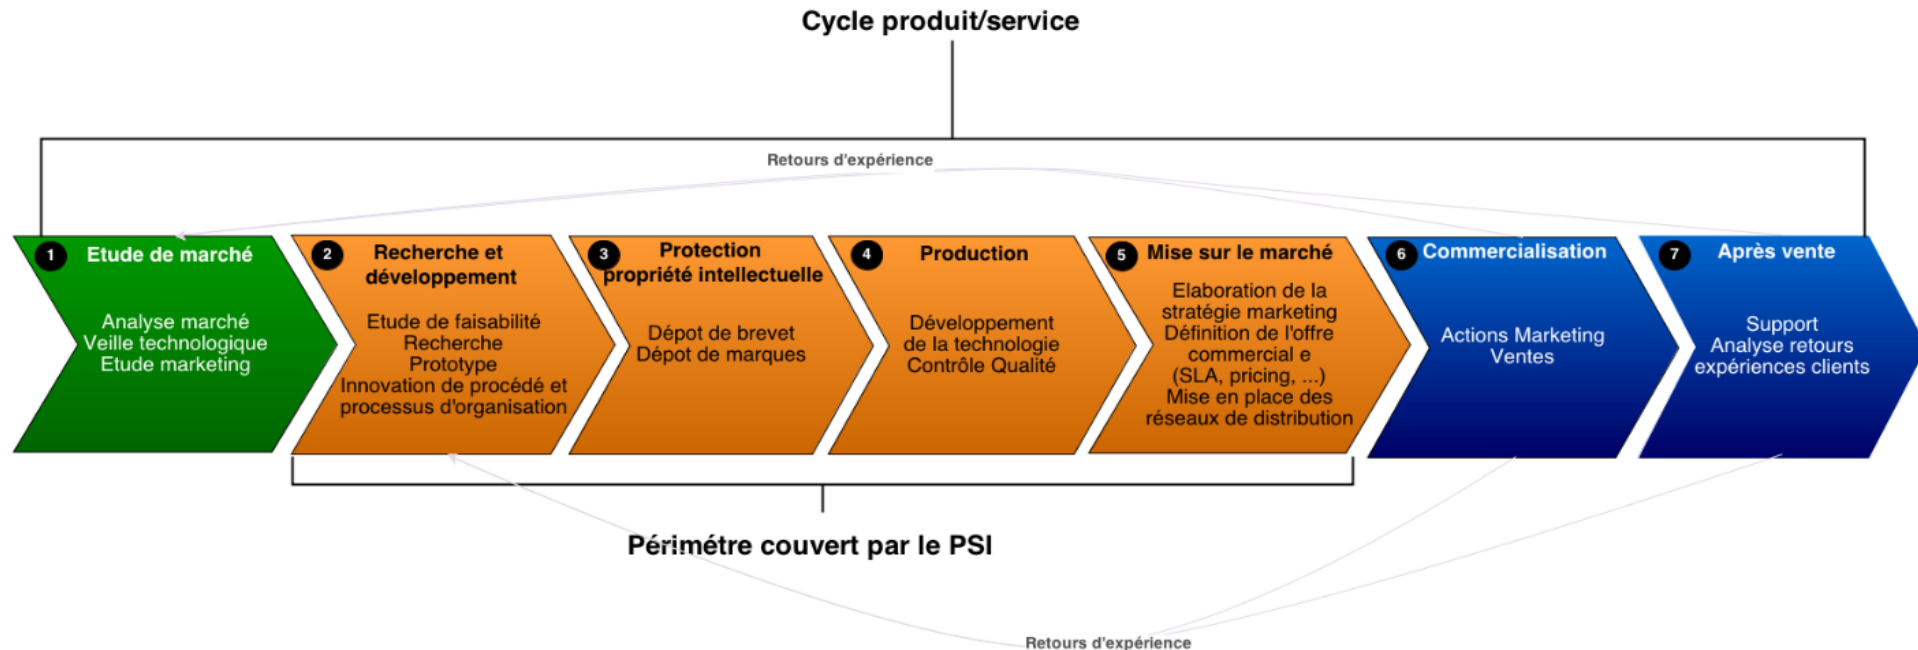 Cycle produit/service
Retours d'expérience
1
Etude de marché
Analyse marché
Veille technologique
Etude marketing
2
Recherche et
développement
Etude de faisabilité
Recherche
Prototype
Innovation de procédé et
processus d'organisation
3
Protection
propriété intellectuelle
Dépot de brevet
Dépot de marques
4
Production
Développement
de la technologie
Contrôle Qualité
5
Mise sur le marché
Elaboration de la
stratégie marketing
Définition de l'offre
commercial e
(SLA, pricing, ...)
Mise en place des
réseaux de distribution
6
Commercialisation
Actions Marketing
Ventes
7
Après vente
Support
Analyse retours
expériences clients
Périmétre couvert par le PSI
Retours d'expérience